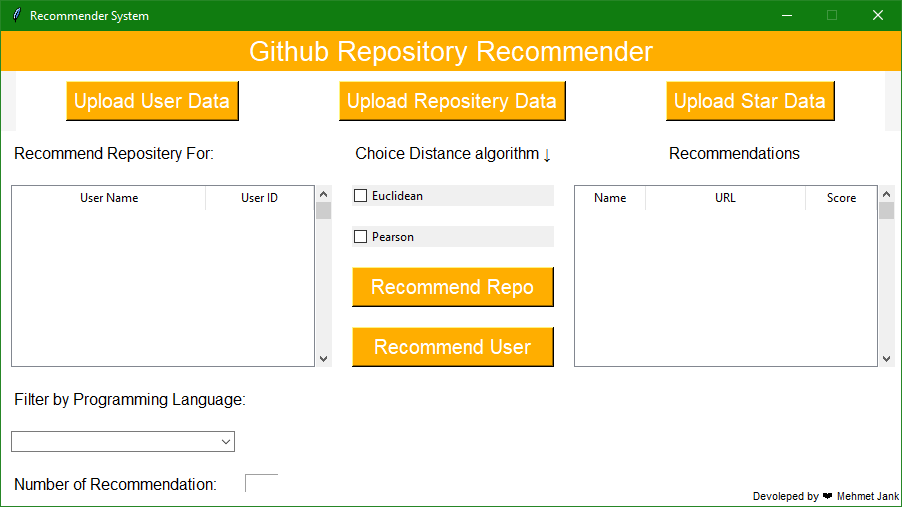 Recommender System
Github Repository Recommender
Upload User Data
Upload Repositery Data
Upload Star Data
Recommend Repositery For:
Choice Distance algorithm ↓
Recommendations
User Name
User ID
Euclidean
Name
URL
Score
Pearson
Recommend Repo
Recommend User
Filter by Programming Language:
Number of Recommendation:
Devoleped by ❤ Mehmet Jank